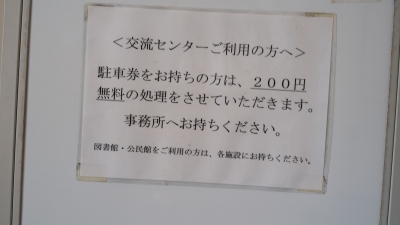 ＜交流センターご利用の方へ＞
駐車券をお持ちの方は、２００円
無料の処理をさせていただきます。
事務所へお持ちください。
図書館・公民館をご利用の方は、各施設にお持ちください。